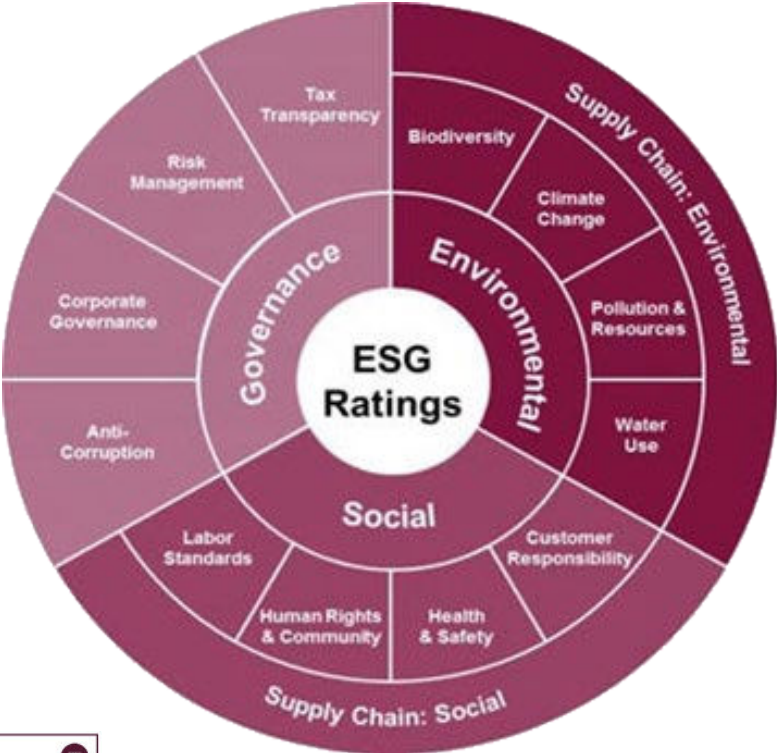 ESG
Ratings
Environmental
Social
Governance
Supply Chain: Environmental
Biodiversity
Climate
Change
Pollution &
Resources
Water
Use
Supply Chain: Social
Customer
Responsibility
Health
& Safety
Human Rights
& Community
Labor
Standards
Anti-
Corruption
Corporate
Governance
Risk
Management
Tax
Transparency